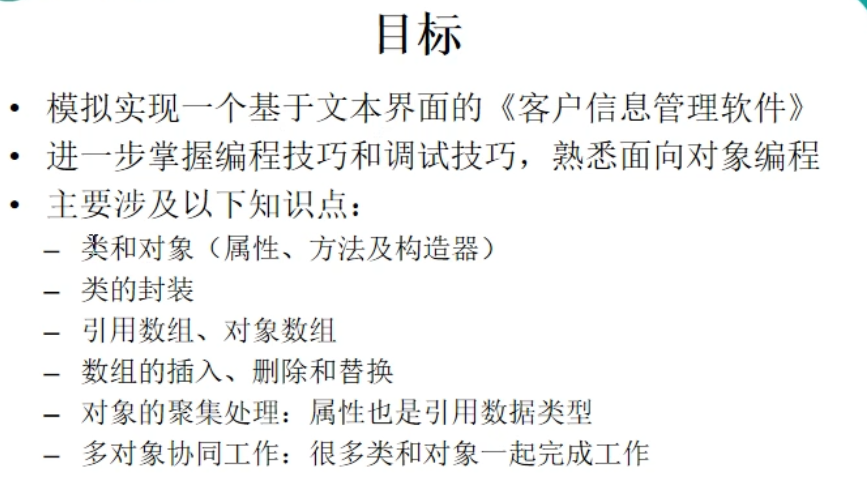 目标
• 模拟实现一个基于文本界面的《客户信息管理软件》
• 进一步掌握编程技巧和调试技巧，熟悉面向对象编程
• 主要涉及以下知识点：
– 类和对象（属性、方法及构造器）
– 类的封装
– 引用数组、对象数组
– 数组的插入、删除和替换
– 对象的聚集处理：属性也是引用数据类型
– 多对象协同工作：很多类和对象一起完成工作